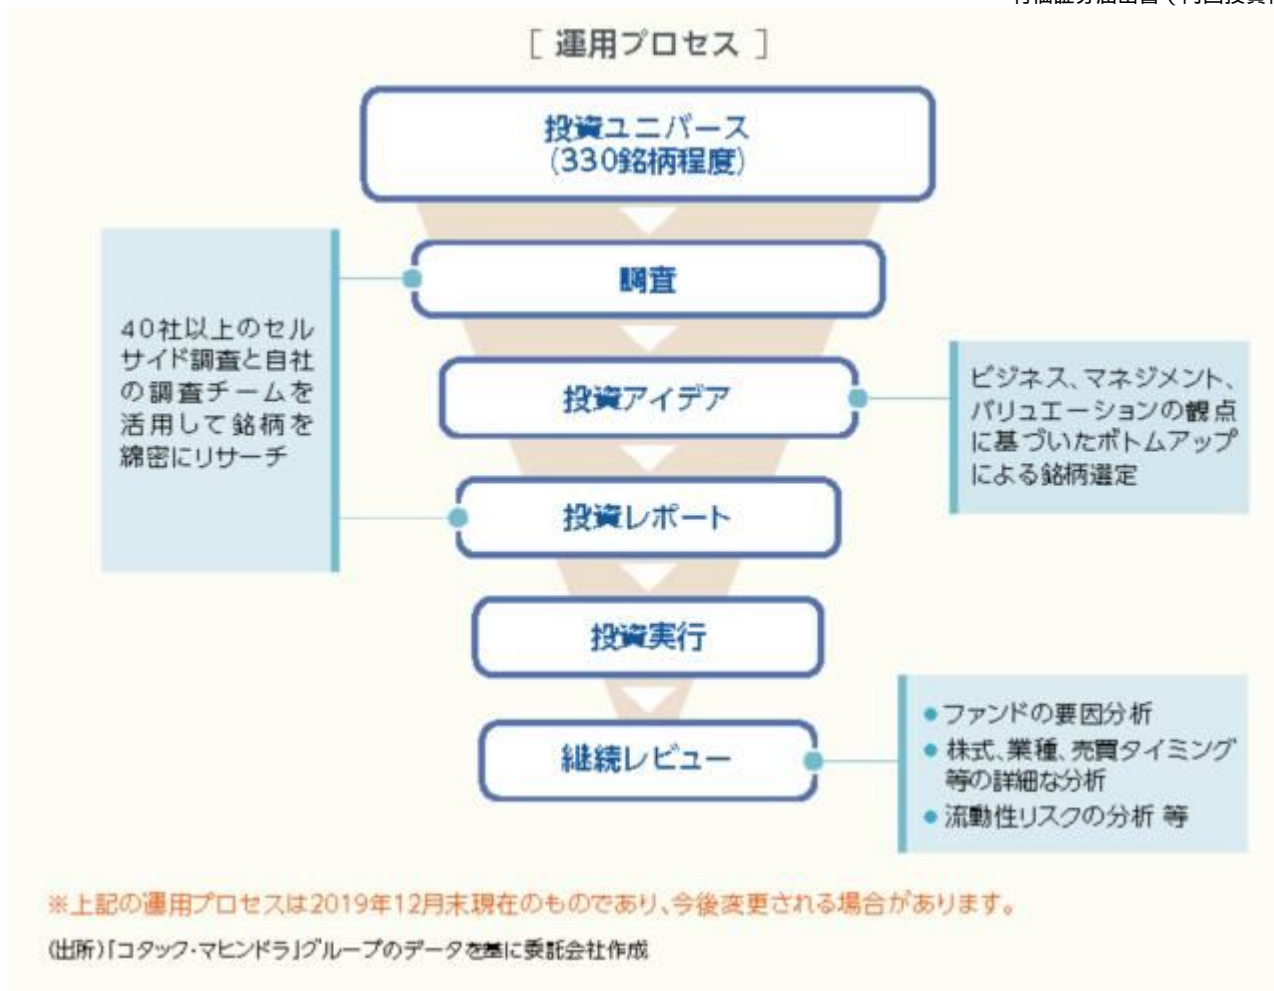 [ 運用プロセス ]
投資ユニバース
(330銘柄程度)
調査
40社以上のセル
サイド調査と自社
の調査チームを
活用して銘柄を
綿密にリサーチ
投資アイデア
ビジネス、マネジメント、
バリュエーションの観点
に基づいたボトムアップ
による銘柄選定
投資レポート
投資実行
継続レビュー
●ファンドの要因分析
●株式、業種、売買タイミング
等の詳細な分析
●流動性リスクの分析 等
※上記の運用プロセスは2019年12月末現在のものであり、今後変更される場合があります。
(出所)「コタック・マヒンドラ」グループのデータを基に委託会社作成